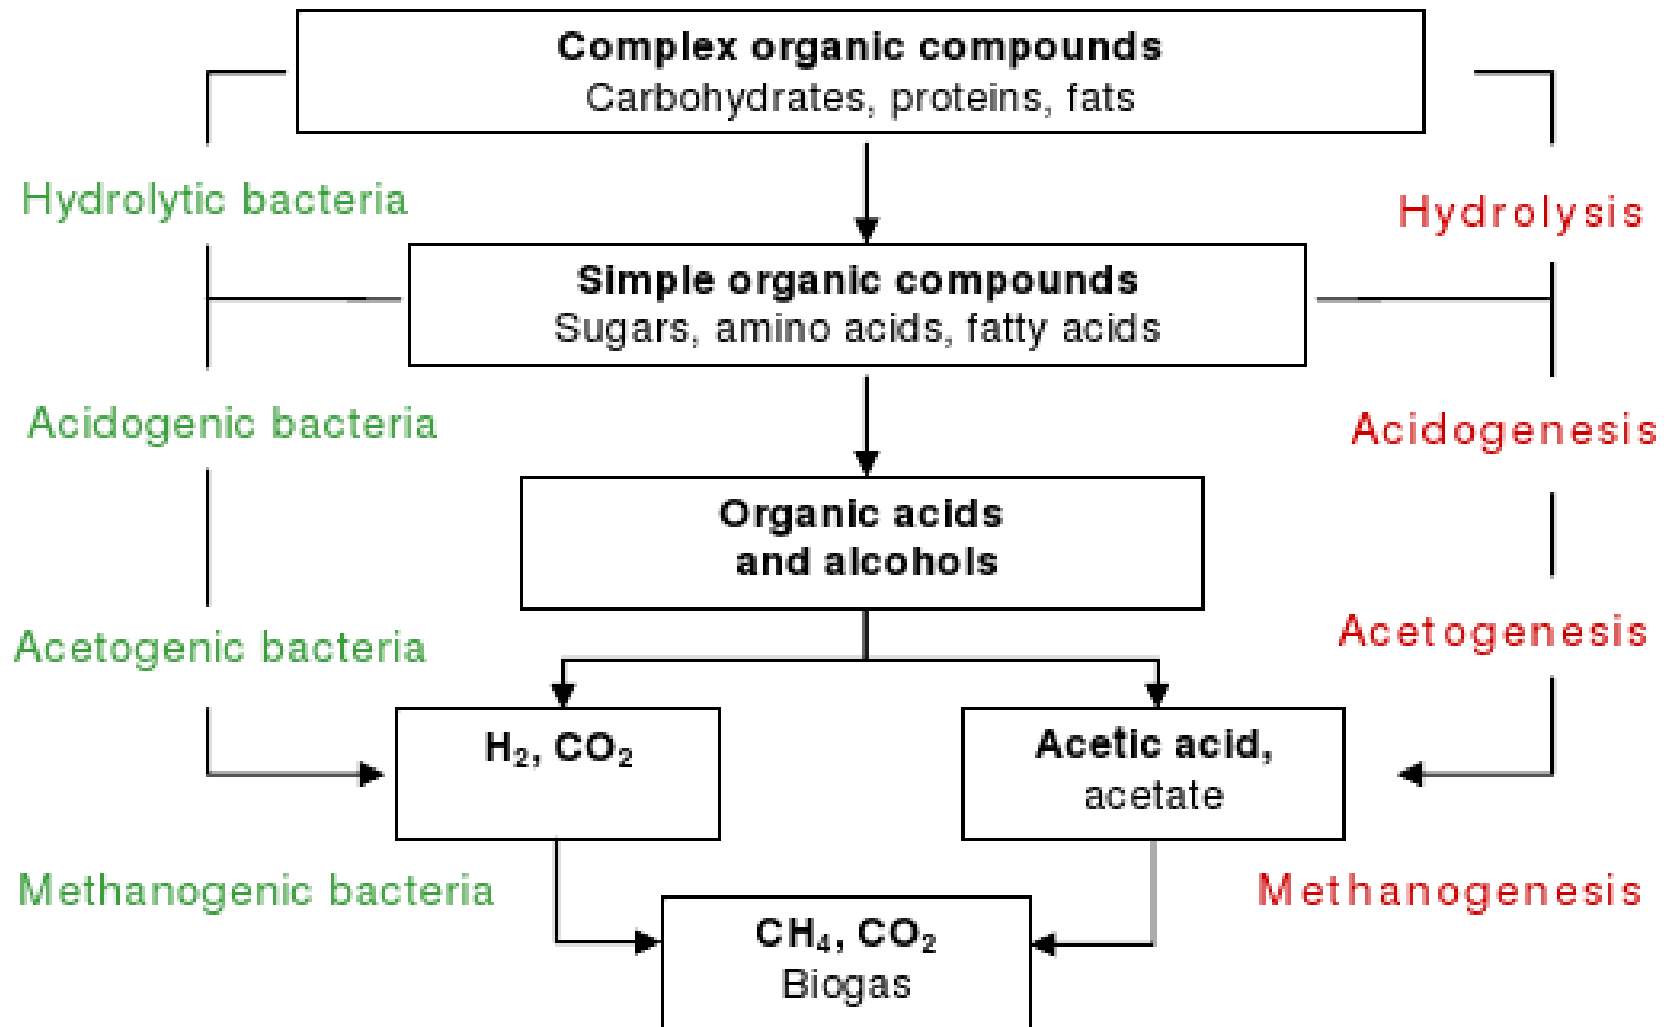 Complex organic compounds
Carbohydrates, proteins, fats
Hydrolytic bacteria
Hydrolysis
Simple organic compounds
Sugars, amino acids, fatty acids
Acidogenic bacteria
Acidogenesis
Organic acids
and alcohols
Acetogenic bacteria
Acetogenesis
H₂, CO₂
Acetic acid,
acetate
Methanogenic bacteria
Methanogenesis
CH₄, CO₂
Biogas